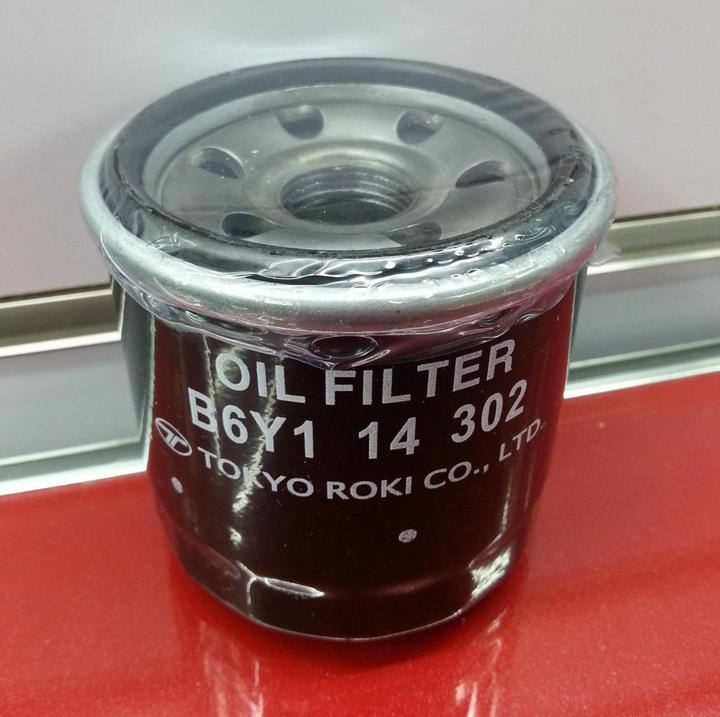 OIL FILTER
B6Y1 14 302
TOKYO ROKI CO., LTD.